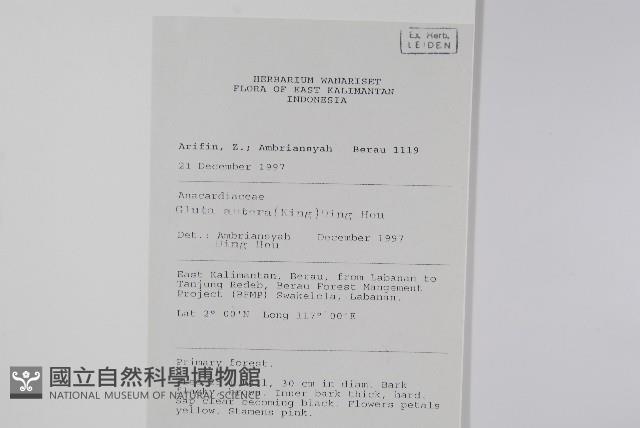 Ex. Herb.
LEIDEN
HERBARIUM WANARISET
FLORA OF EAST KALIMANTAN
INDONESIA
Arifin, Z.; Ambriansyah Berau 1119
21 December 1997
Anacardiaceae
Gluta (King) Ding Hou
Det.: Ambriansyah December 1997
Ding Hou
East Kalimantan, Berau, from Labanan to
Tanjung Redeb, Berau Forest Mangement
Project (BFMP) Swakelola, Labanan.
Lat 2° 00'N Long 117° 00'E
Primary forest.
30 cm in diam. Bark
Inner bark thick, hard.
Sap clear becoming black. Flowers petals
yellow. Stamens pink.
國立自然科學博物館
NATIONAL MUSEUM OF NATURAL SCIENCE